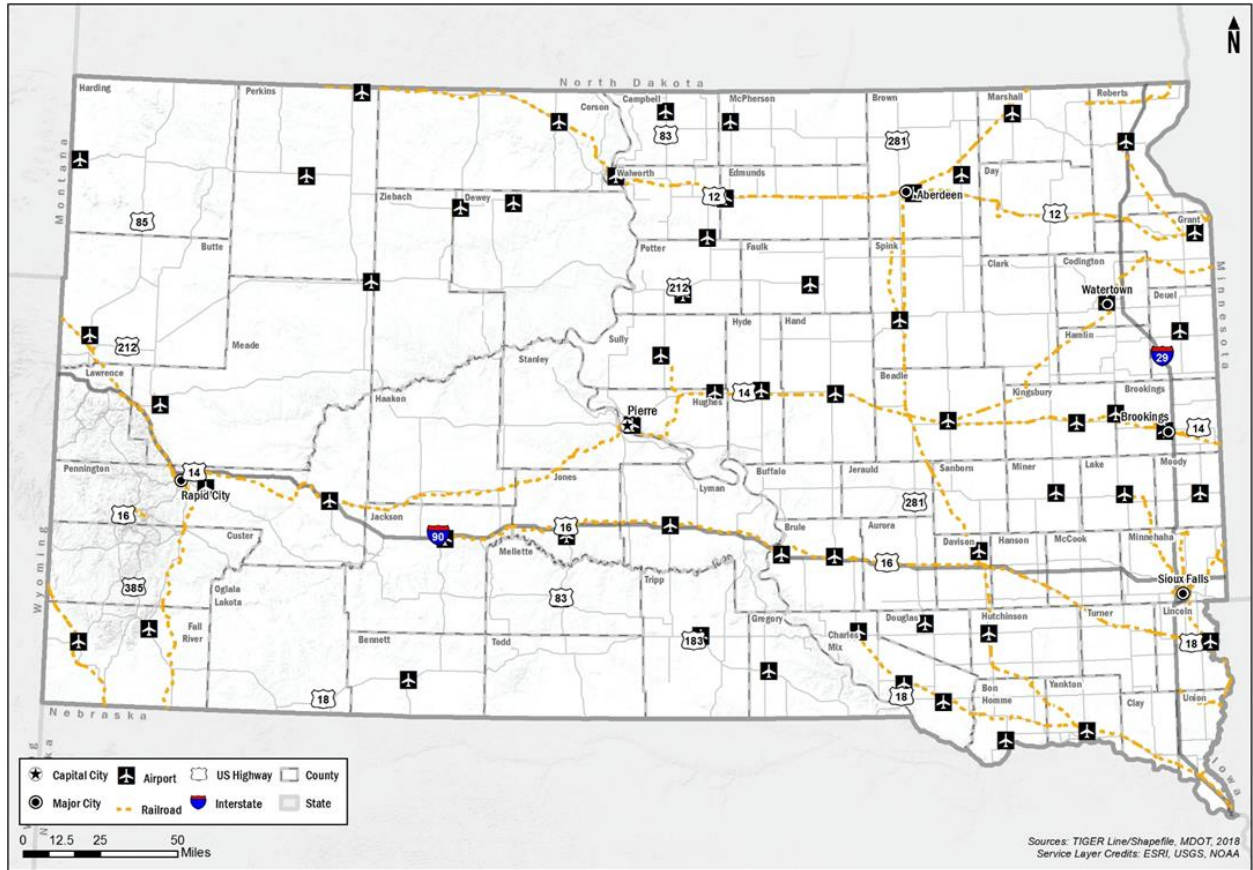 N
North Dakota
Harding
Perkins
Corson
Campbell
McPherson
Brown
Marshall
Roberts
83
281
Montana
Walworth
Edmunds
Day
Ziebach
Dewey
12
Aberdeen
12
Grant
85
Butte
Potter
Faulk
Spink
Clark
Codington
Minnesota
212
Watertown
Deuel
Meade
Sully
Hyde
Hand
Hamlin
212
Stanley
29
Lawrence
Haakon
Beadle
Kingsbury
Brookings
Hughes
14
Pierre
Brookings
14
Pennington
14
Rapid City
Jones
Lyman
Buffalo
Jerauld
Sanborn
Miner
Lake
Moody
16
Jackson
281
Custer
90
16
Brule
Aurora
Davison
Hanson
McCook
Minnehaha
Mellette
16
Wyoming
385
Oglala
Lakota
Tripp
Sioux Falls
83
Fall
River
Gregory
Charles
Mix
Douglas
Hutchinson
Turner
Lincoln
Bennett
Todd
183
18
18
18
Bon
Homme
Yankton
Clay
Union
Nebraska
Iowa
Capital City
Airport
US Highway
County
Major City
Railroad
Interstate
State
0 12.5 25 50
Miles
Sources: TIGER Line/Shapefile, MDOT, 2018
Service Layer Credits: ESRI, USGS, NOAA